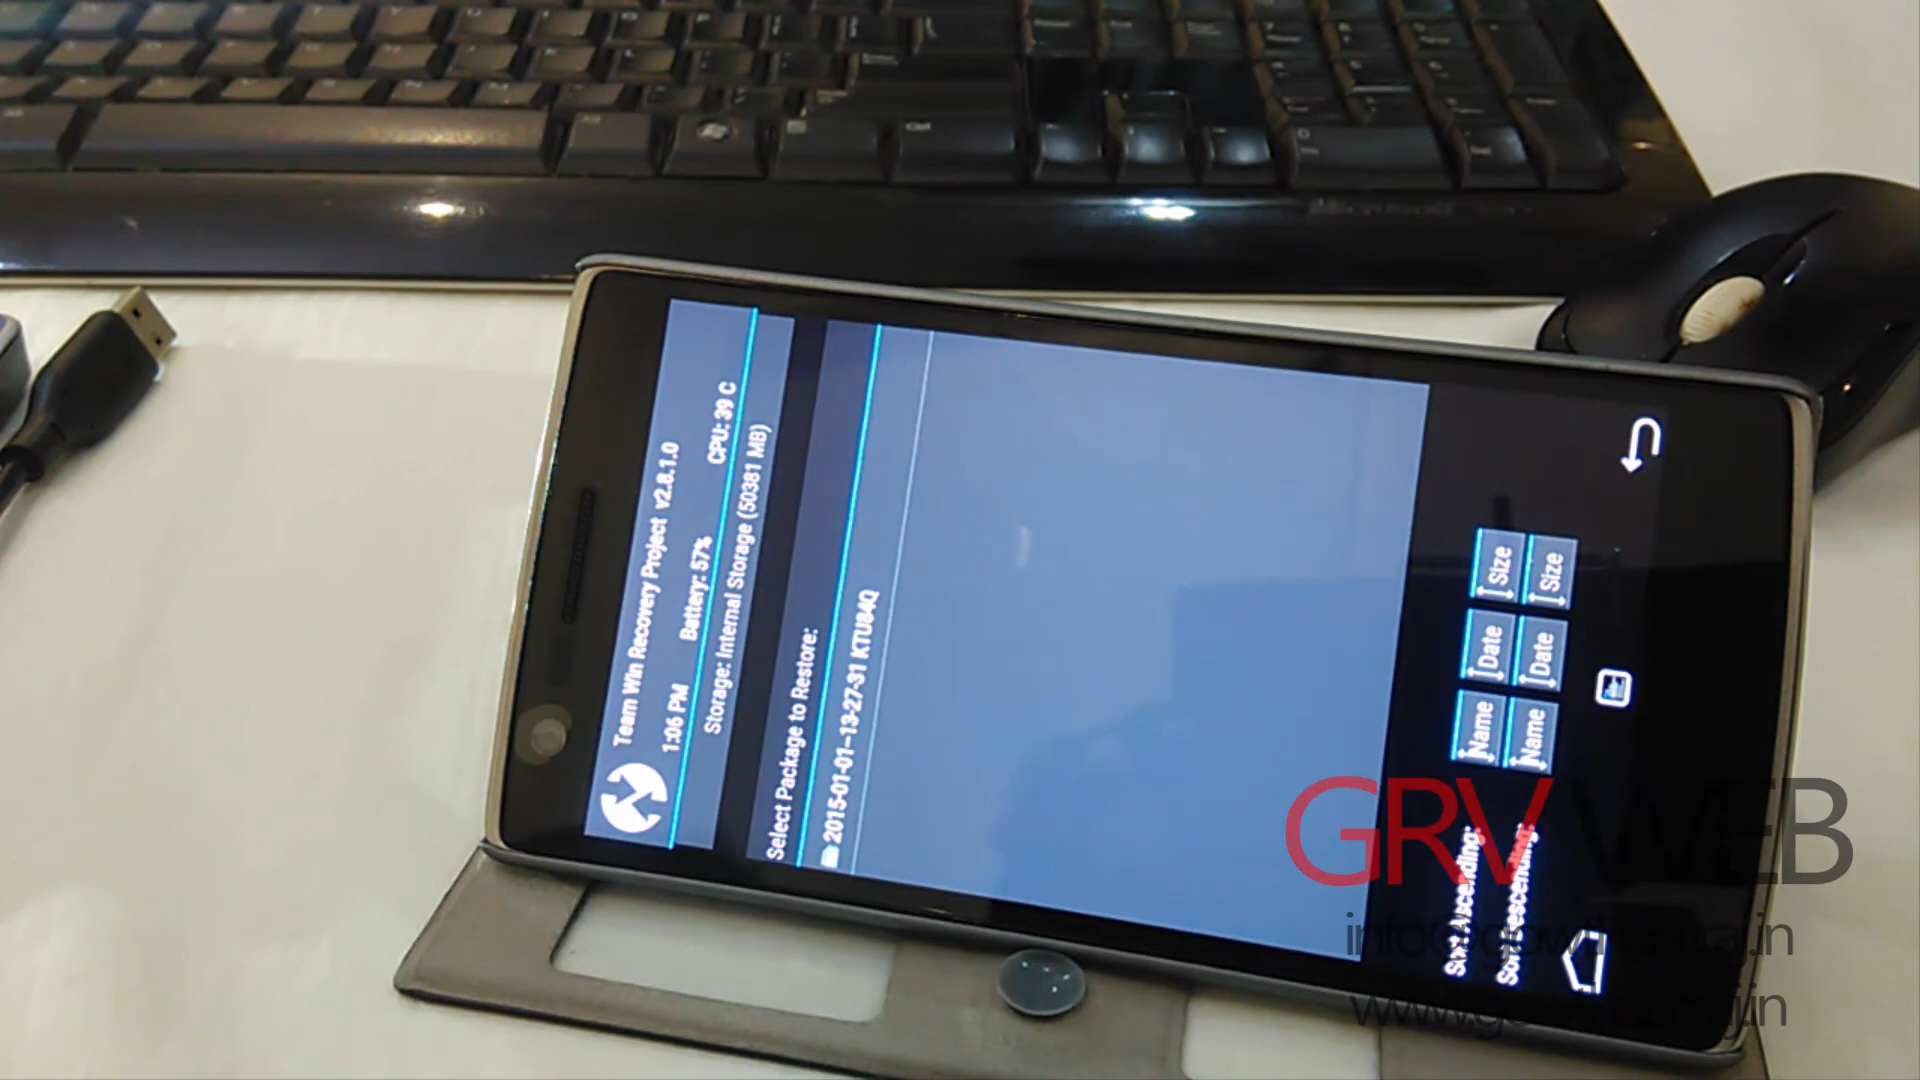 Team Win Recovery Project v2.8.1.0
1:06 PM Battery: 57% CPU: 39 C
Storage: Internal Storage (50381 MB)
Select Package to Restore:
2015-01-01--13-27-31 KTU84Q
Sort Ascending: Name Date Size
Sort Descending: Name Date Size
GRV WEB
Ctrl